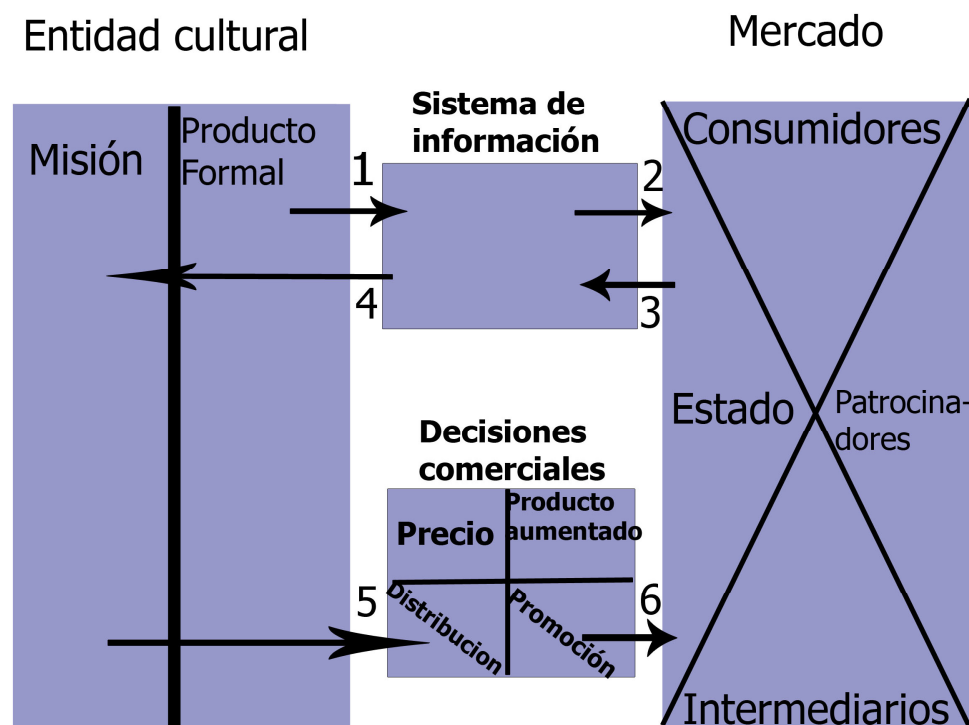 Entidad cultural
Mercado
Misión
Producto
Formal
Sistema de
información
1
2
4
3
Consumidores
Estado
Patrocina-
dores
Intermediarios
Decisiones
comerciales
Precio
Producto
aumentado
Distribucion
Promoción
5
6